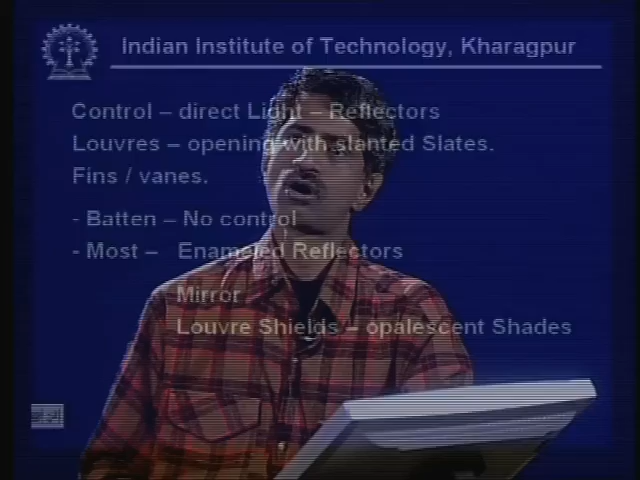 Indian Institute of Technology, Kharagpur
Control – direct Light – Reflectors
Louvres – opening with slanted Slates.
Fins / vanes.
- Batten – No control
- Most – Enameled Reflectors
Mirror
Louvre Shields – opalescent Shades